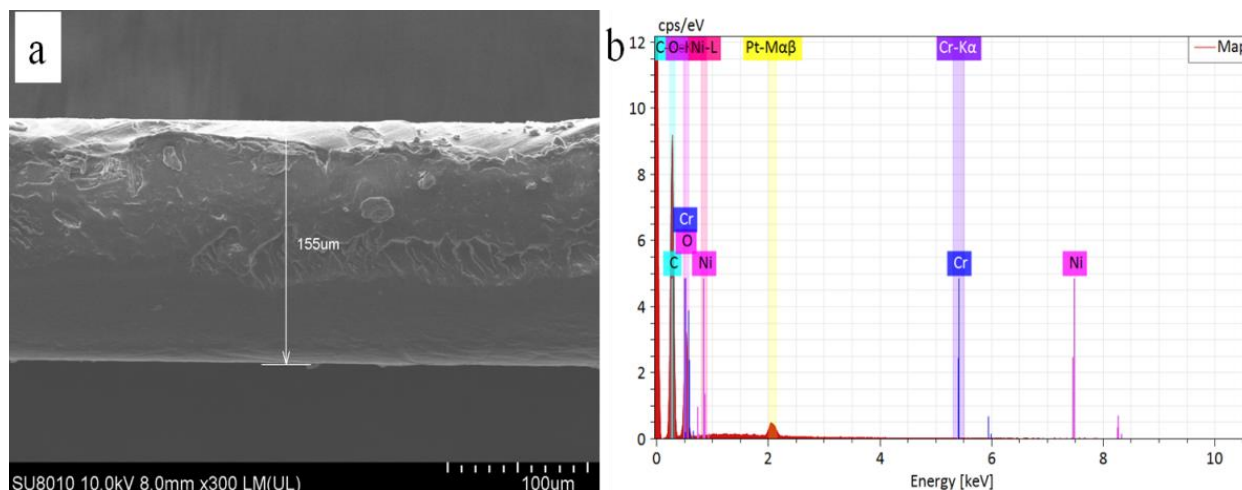 a
155um
SU8010 10.0kV 8.0mm x300 LM(UL)
100um
b
cps/eV
Map
C-
O-
Ni-L
Pt-Mαβ
Cr-Kα
12
10
8
6
4
2
0
Cr
O
C
Ni
Cr
Ni
0
2
4
6
8
10
Energy [keV]